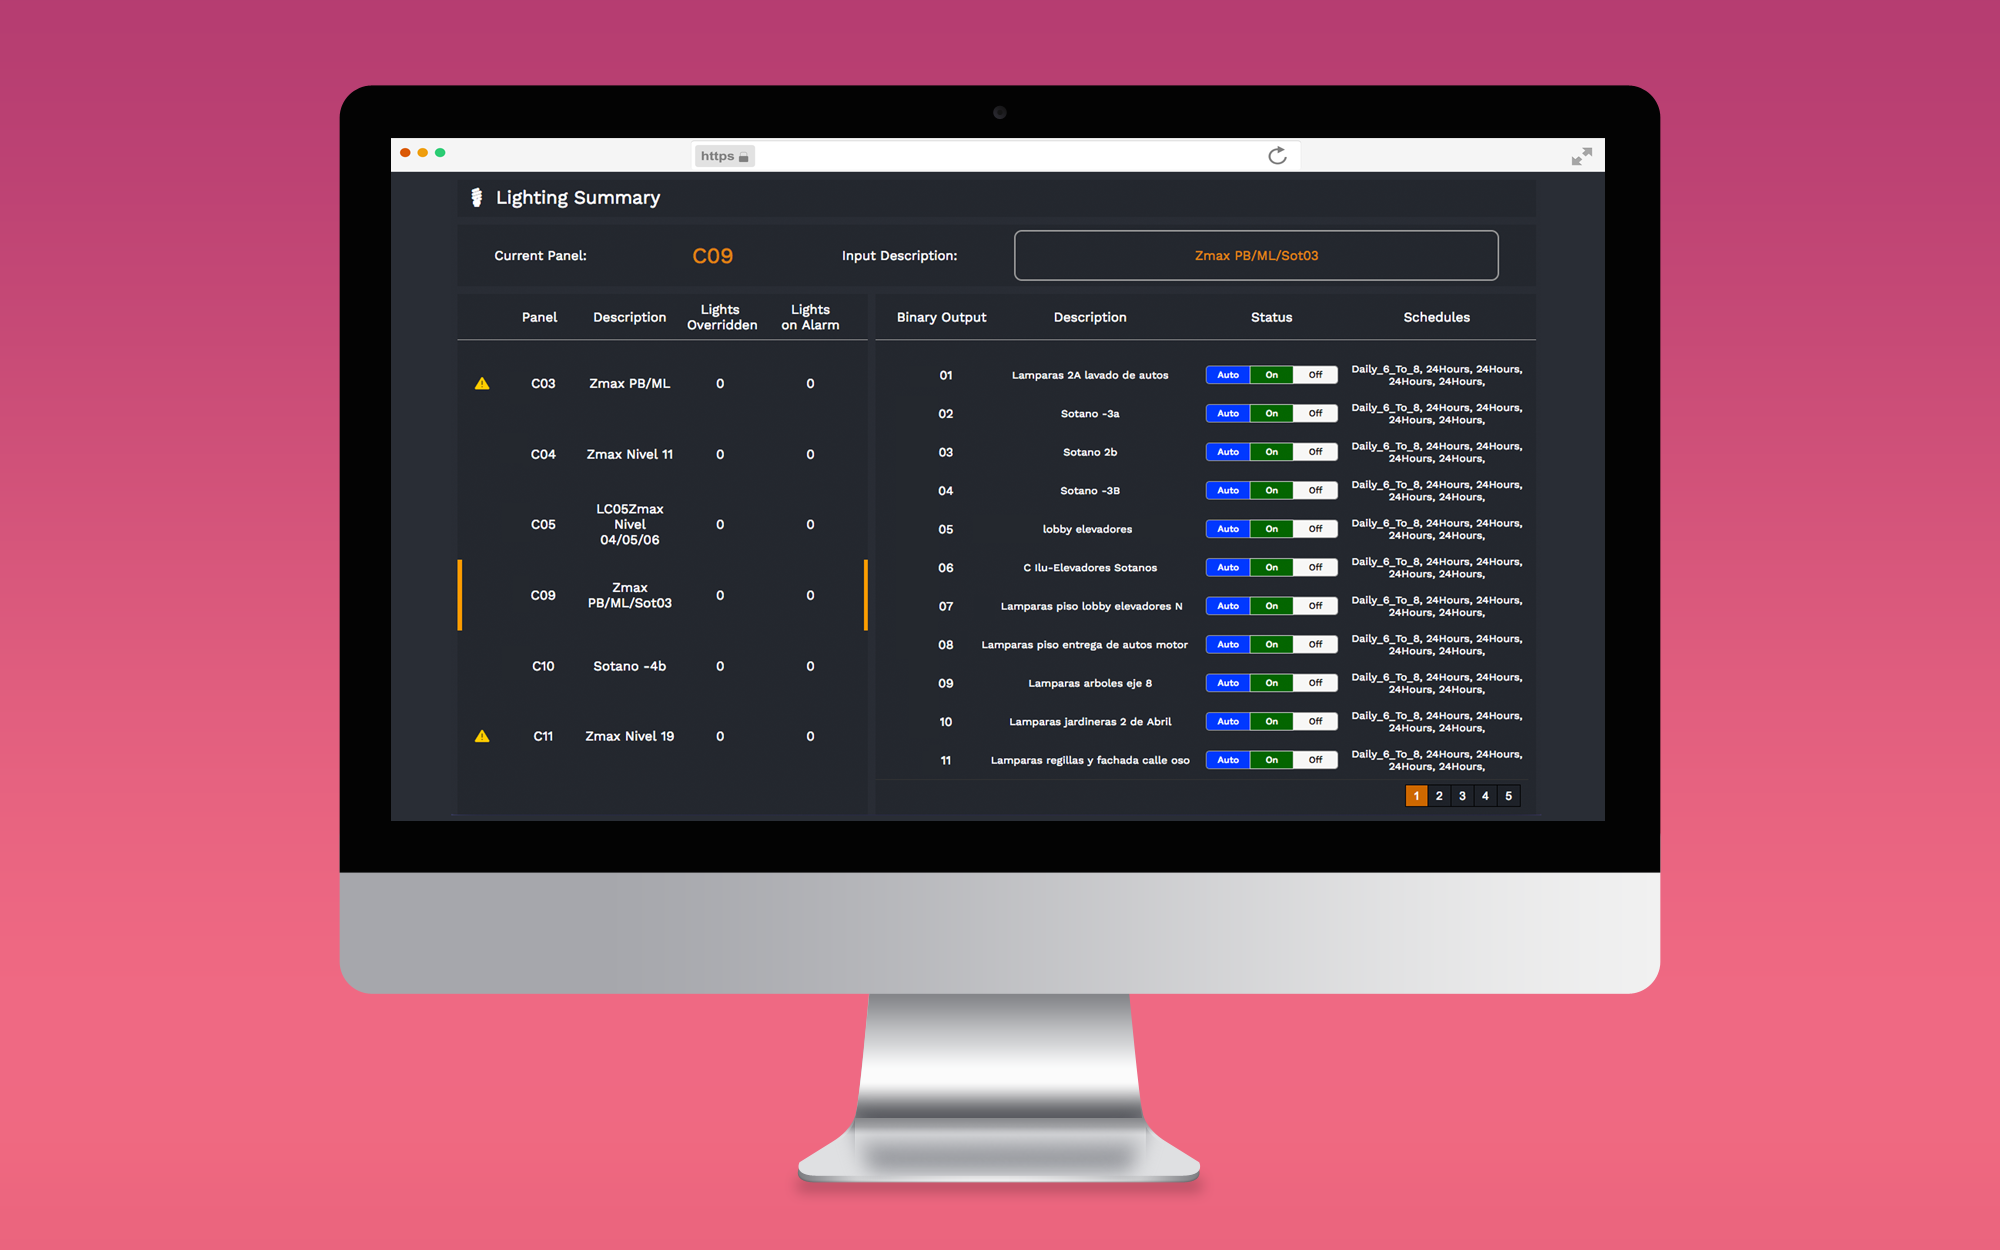 https
Lighting Summary
Current Panel:
C09
Input Description:
Zmax PB/ML/Sot03
Panel Description Lights Overridden Lights on Alarm
C03 Zmax PB/ML 0 0
C04 Zmax Nivel 11 0 0
C05 LC05Zmax Nivel 04/05/06 0 0
C09 Zmax PB/ML/Sot03 0 0
C10 Sotano -4b 0 0
C11 Zmax Nivel 19 0 0
Binary Output Description Status Schedules
01 Lamparas 2A lavado de autos Auto On Off Daily_6_To_8, 24Hours, 24Hours, 24Hours, 24Hours,
02 Sotano -3a Auto On Off Daily_6_To_8, 24Hours, 24Hours, 24Hours, 24Hours,
03 Sotano 2b Auto On Off Daily_6_To_8, 24Hours, 24Hours, 24Hours, 24Hours,
04 Sotano -3B Auto On Off Daily_6_To_8, 24Hours, 24Hours, 24Hours, 24Hours,
05 lobby elevadores Auto On Off Daily_6_To_8, 24Hours, 24Hours, 24Hours, 24Hours,
06 C Ilu-Elevadores Sotanos Auto On Off Daily_6_To_8, 24Hours, 24Hours, 24Hours, 24Hours,
07 Lamparas piso lobby elevadores N Auto On Off Daily_6_To_8, 24Hours, 24Hours, 24Hours, 24Hours,
08 Lamparas piso entrega de autos motor Auto On Off Daily_6_To_8, 24Hours, 24Hours, 24Hours, 24Hours,
09 Lamparas arboles eje 8 Auto On Off Daily_6_To_8, 24Hours, 24Hours, 24Hours, 24Hours,
10 Lamparas jardineras 2 de Abril Auto On Off Daily_6_To_8, 24Hours, 24Hours, 24Hours, 24Hours,
11 Lamparas regillas y fachada calle oso Auto On Off Daily_6_To_8, 24Hours, 24Hours, 24Hours, 24Hours,
1 2 3 4 5